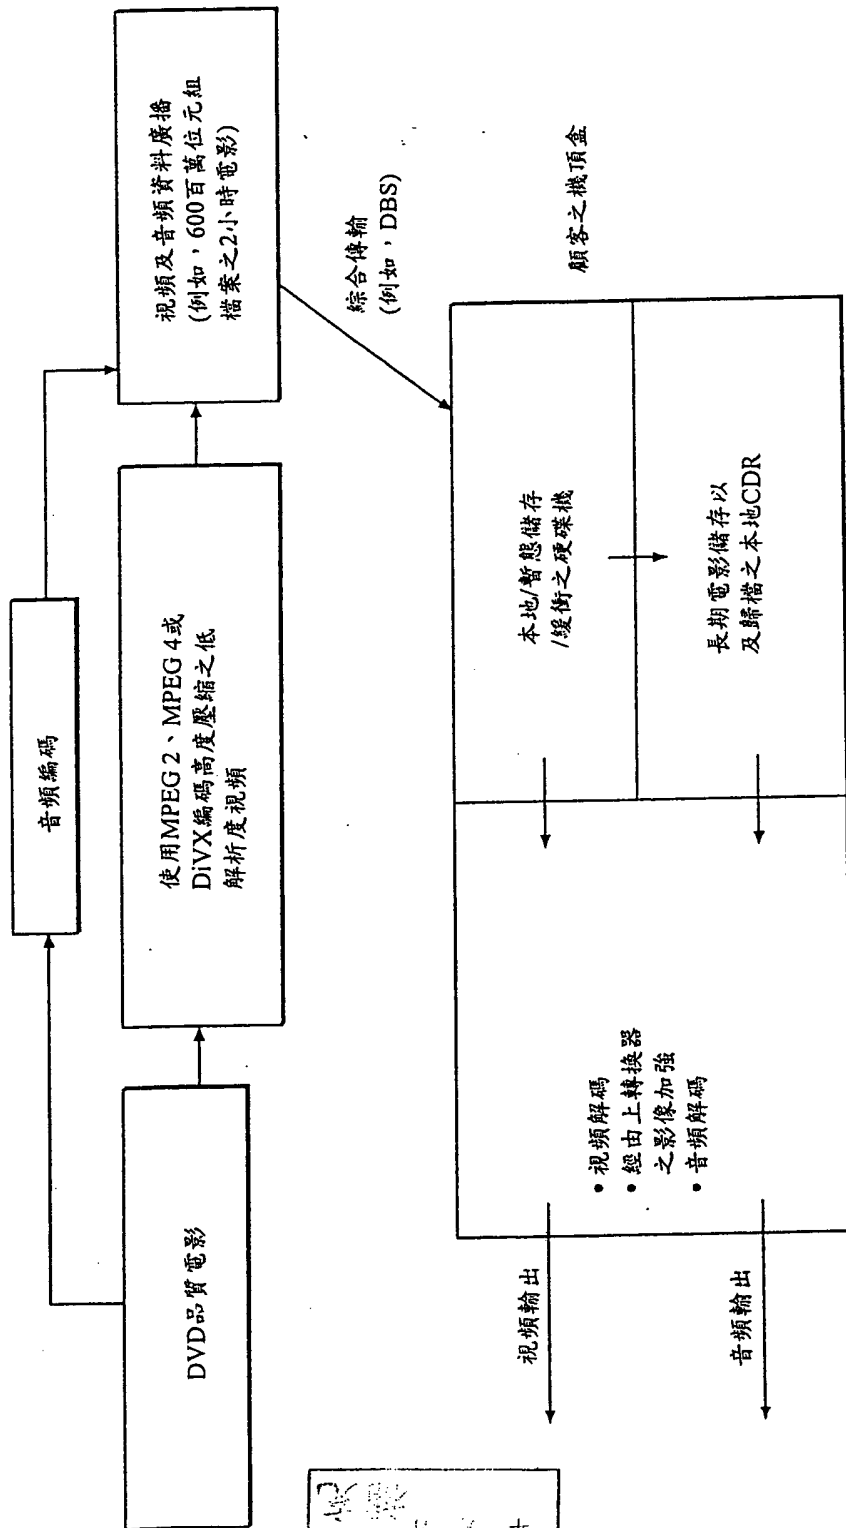 DVD品質電影
音頻編碼
使用MPEG 2、MPEG 4或
DiVX編碼高度壓縮之低
解析度視頻
視頻及音頻資料廣播
(例如，600百萬位元組
檔案之2小時電影)
綜合傳輸
(例如，DBS)
顧客之機頂盒
本地/暫態儲存
/緩衝之硬碟機
長期電影儲存以
及歸檔之本地CDR
• 視頻解碼
• 經由上轉換器
之影像加強
• 音頻解碼
視頻輸出
音頻輸出